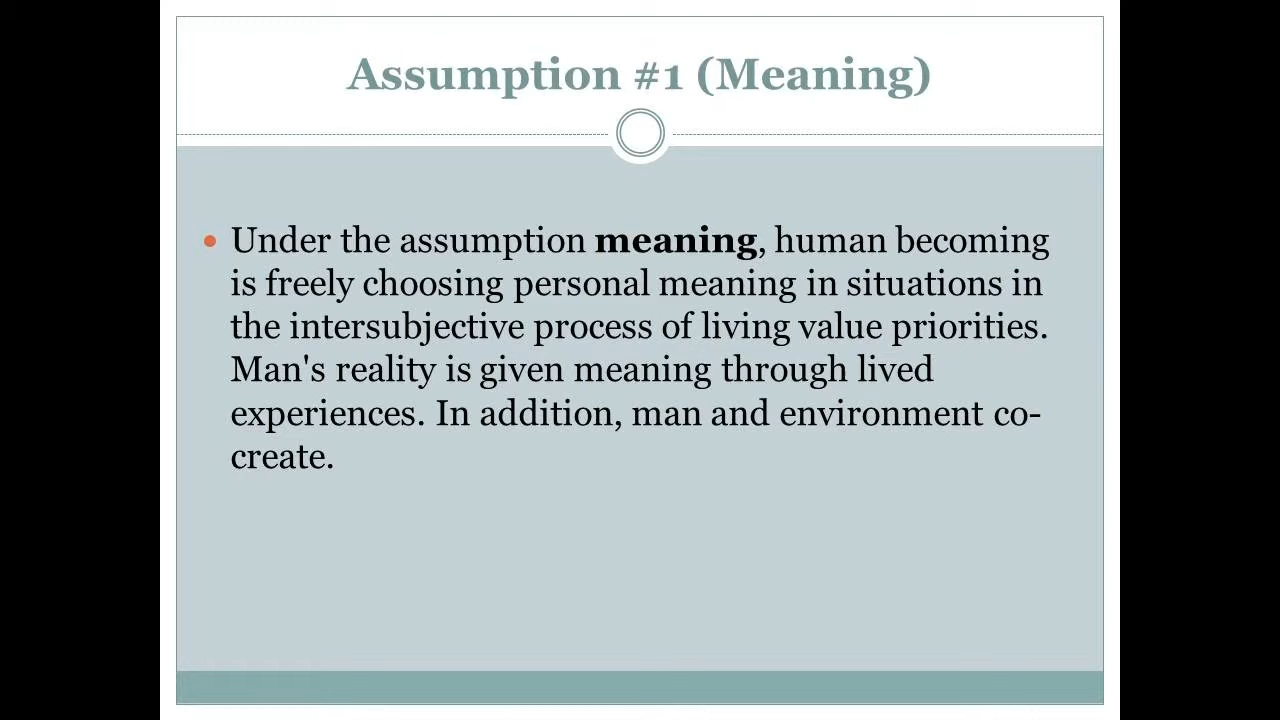 Assumption #1 (Meaning)
• Under the assumption meaning, human becoming
is freely choosing personal meaning in situations in
the intersubjective process of living value priorities.
Man's reality is given meaning through lived
experiences. In addition, man and environment co-
create.